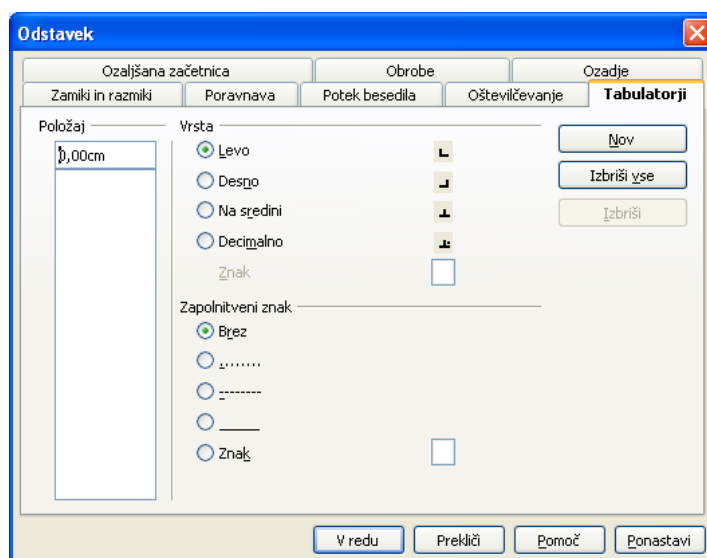 Odstavek
Ozaljšana začetnica Obrobe Ozadje
Zamiki in razmiki Poravnava Potek besedila Oštevilčevanje Tabulatorji
Položaj Vrsta
0,00cm Levo Nov
Desno Izbriši vse
Na sredini Izbriši
Decimalno
Znak
Zapolnitveni znak
Brez
........
--------
______
Znak
V redu Prekliči Pomoč Ponastavi